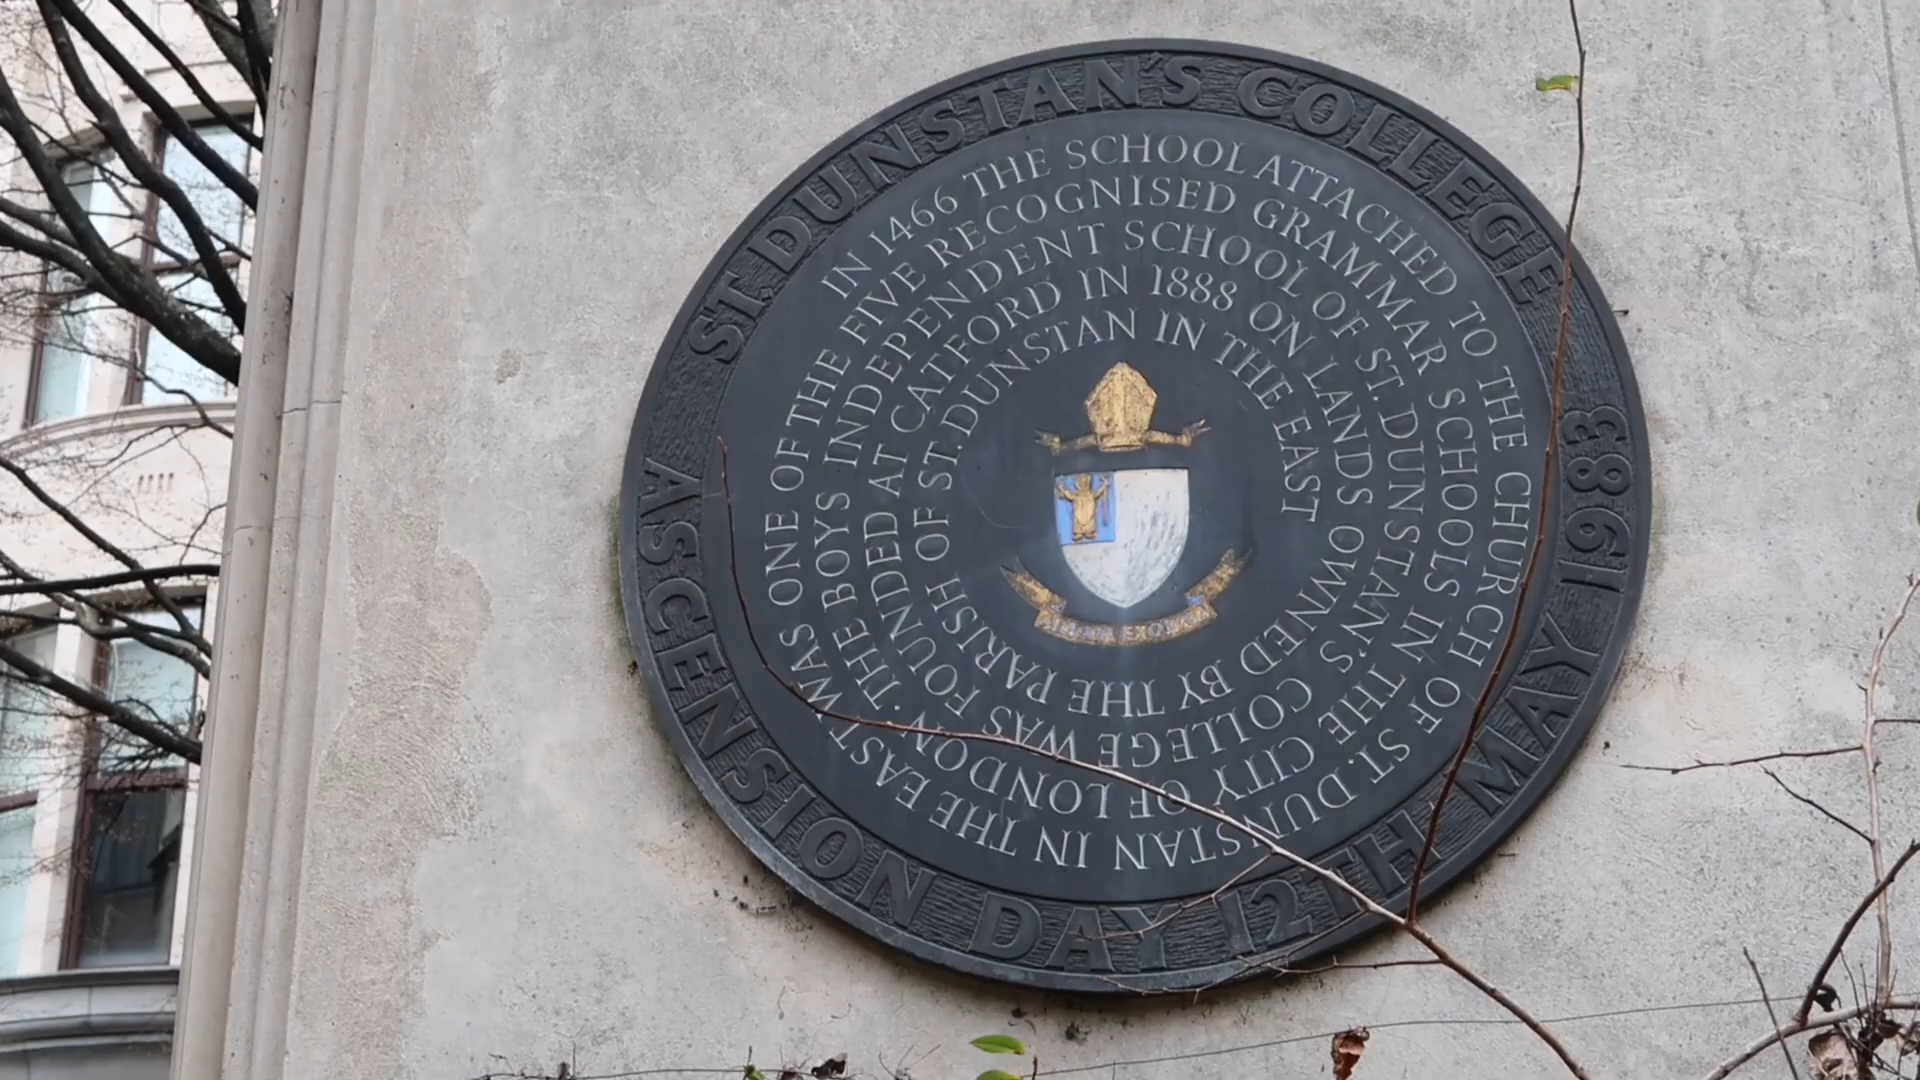 ST. DUNSTAN'S COLLEGE
ASCENSION DAY 12TH MAY 1983
IN 1466 THE SCHOOL ATTACHED TO THE CHURCH OF ST. DUNSTAN IN THE EAST WAS ONE OF THE
FIVE RECOGNISED GRAMMAR SCHOOLS IN THE CITY OF LONDON. THE BOYS
INDEPENDENT SCHOOL OF ST. DUNSTAN'S COLLEGE WAS FOUNDED AT
CATFORD IN 1888 ON LANDS OWNED BY THE PARISH OF
ST. DUNSTAN IN THE EAST